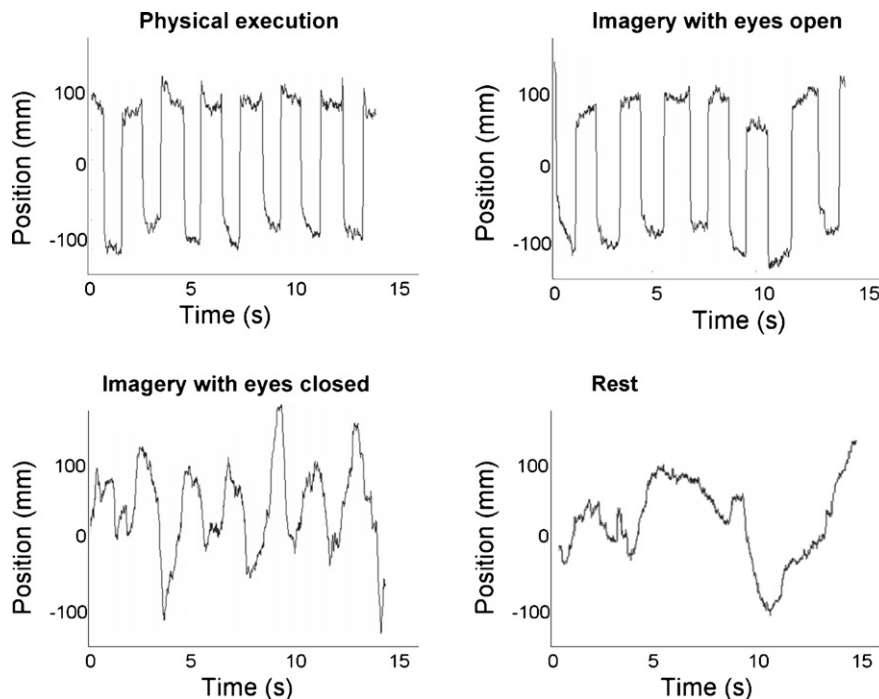 Physical execution
Position (mm)
100
0
-100
0 5 10 15
Time (s)
Imagery with eyes open
Position (mm)
100
0
-100
0 5 10 15
Time (s)
Imagery with eyes closed
Position (mm)
100
0
-100
0 5 10 15
Time (s)
Rest
Position (mm)
100
0
-100
0 5 10 15
Time (s)